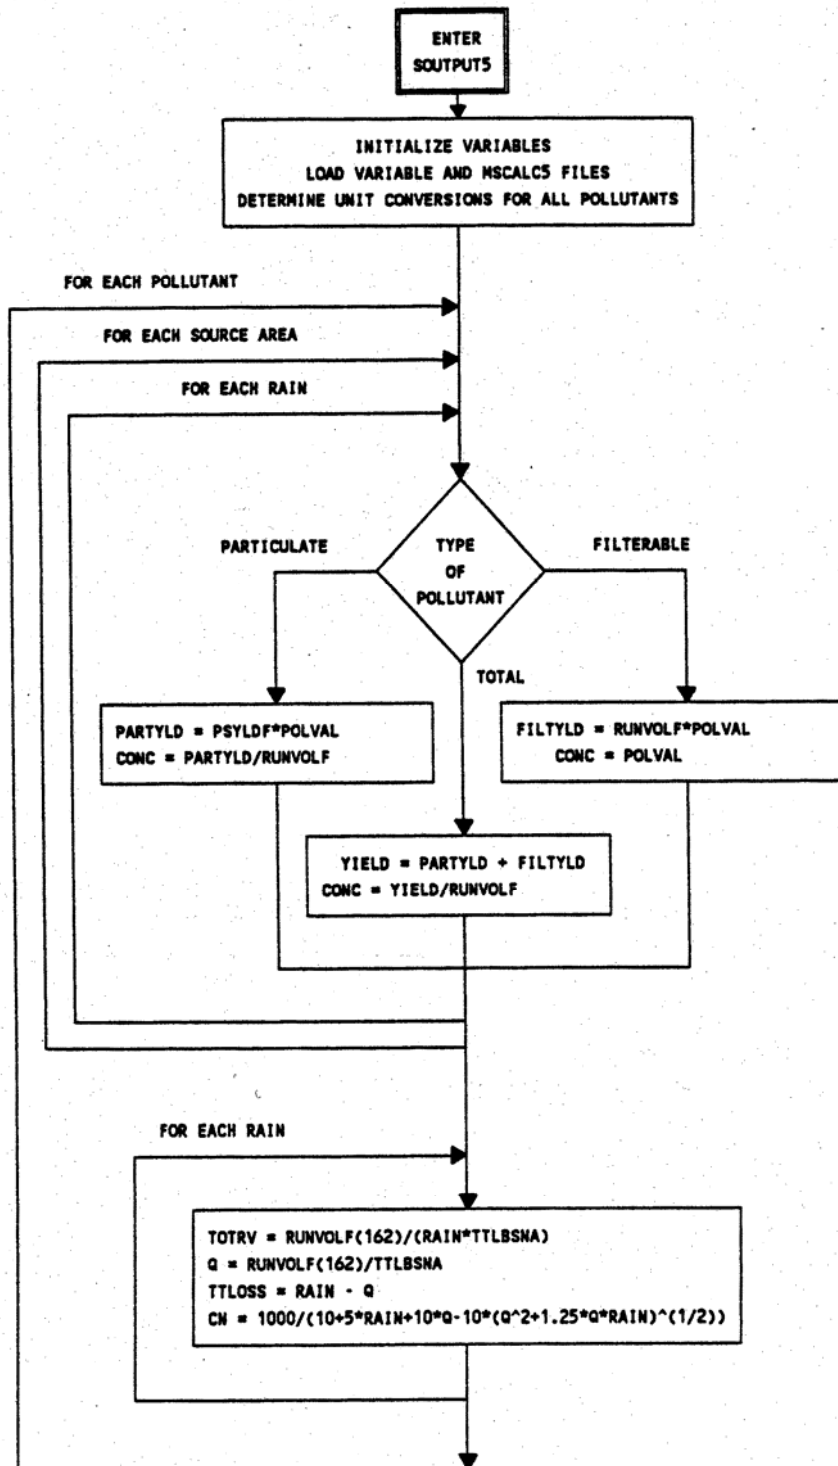 ENTER
SOUTPUT5
INITIALIZE VARIABLES
LOAD VARIABLE AND MSCALC5 FILES
DETERMINE UNIT CONVERSIONS FOR ALL POLLUTANTS
FOR EACH POLLUTANT
FOR EACH SOURCE AREA
FOR EACH RAIN
PARTICULATE
TYPE
OF
POLLUTANT
FILTERABLE
TOTAL
PARTYLD = PSYLDF*POLVAL
CONC = PARTYLD/RUNVOLF
FILTYLD = RUNVOLF*POLVAL
CONC = POLVAL
YIELD = PARTYLD + FILTYLD
CONC = YIELD/RUNVOLF
FOR EACH RAIN
TOTRV = RUNVOLF(162)/(RAIN*TTLBSNA)
Q = RUNVOLF(162)/TTLBSNA
TTLOSS = RAIN - Q
CN = 1000/(10+5*RAIN+10*Q-10*(Q^2+1.25*Q*RAIN)^(1/2))